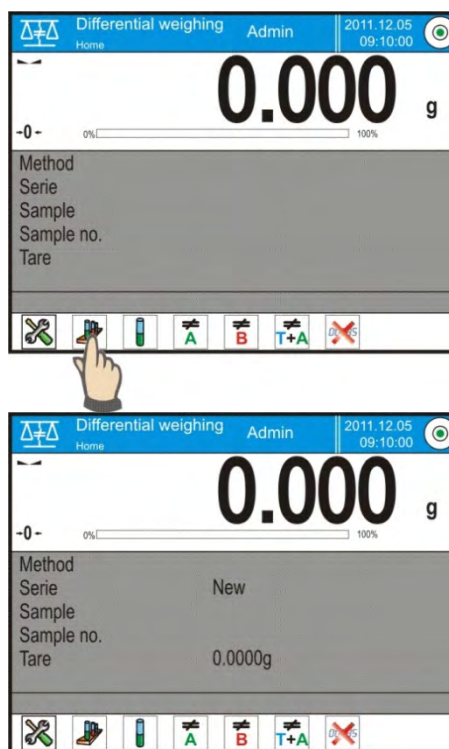 Differential weighing Admin 2011.12.05
Home 09:10:00
0.000 g
-0- 0% 100%
Method
Serie
Sample
Sample no.
Tare
A B T+A
Differential weighing Admin 2011.12.05
Home 09:10:00
0.000 g
-0- 0% 100%
Method
Serie New
Sample
Sample no.
Tare 0.0000g
A B T+A